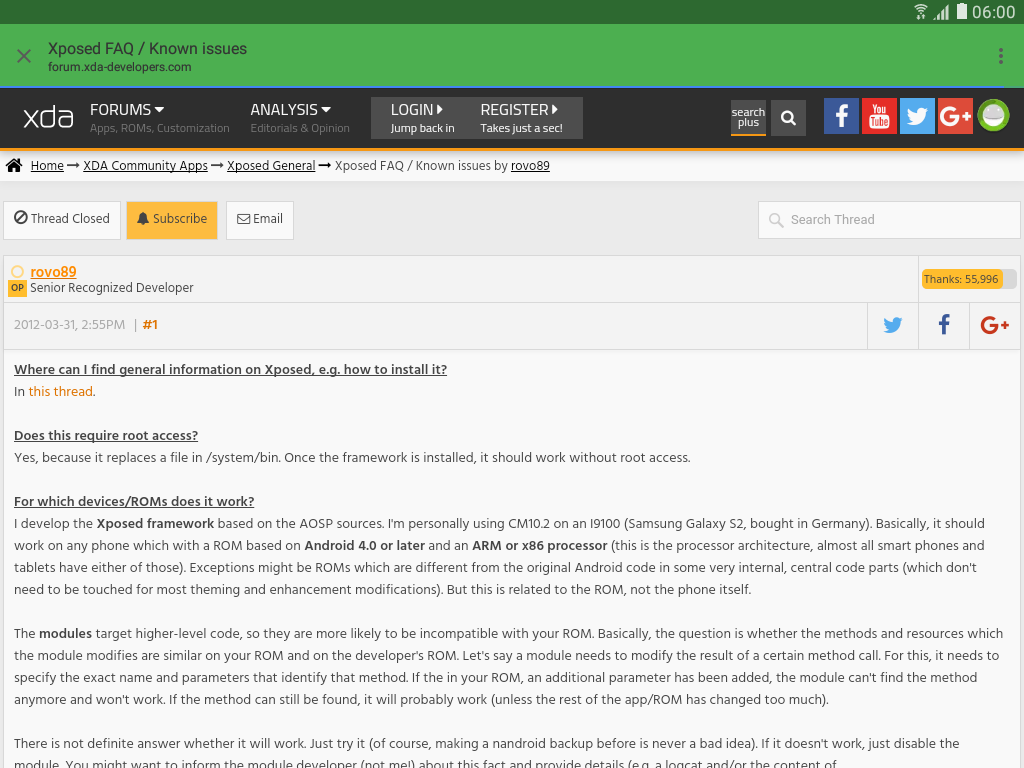 06:00
Xposed FAQ / Known issues
forum.xda-developers.com
xda FORUMS ANALYSIS LOGIN REGISTER search plus
Apps, ROMs, Customization Editorials & Opinion Jump back in Takes just a sec!
f You Tube G+
Home → XDA Community Apps → Xposed General → Xposed FAQ / Known issues by rovo89
Thread Closed Subscribe Email Search Thread
rovo89
OP Senior Recognized Developer
Thanks: 55,996
2012-03-31, 2:55PM | #1
f G+
Where can I find general information on Xposed, e.g. how to install it?
In this thread.
Does this require root access?
Yes, because it replaces a file in /system/bin. Once the framework is installed, it should work without root access.
For which devices/ROMs does it work?
I develop the Xposed framework based on the AOSP sources. I'm personally using CM10.2 on an I9100 (Samsung Galaxy S2, bought in Germany). Basically, it should
work on any phone which with a ROM based on Android 4.0 or later and an ARM or x86 processor (this is the processor architecture, almost all smart phones and
tablets have either of those). Exceptions might be ROMs which are different from the original Android code in some very internal, central code parts (which don't
need to be touched for most theming and enhancement modifications). But this is related to the ROM, not the phone itself.
The modules target higher-level code, so they are more likely to be incompatible with your ROM. Basically, the question is whether the methods and resources which
the module modifies are similar on your ROM and on the developer's ROM. Let's say a module needs to modify the result of a certain method call. For this, it needs to
specify the exact name and parameters that identify that method. If the in your ROM, an additional parameter has been added, the module can't find the method
anymore and won't work. If the method can still be found, it will probably work (unless the rest of the app/ROM has changed too much).
There is not definite answer whether it will work. Just try it (of course, making a nandroid backup before is never a bad idea). If it doesn't work, just disable the
module. You might want to inform the module developer (not me!) about this fact and provide details (e.g. a logcat and/or the content of